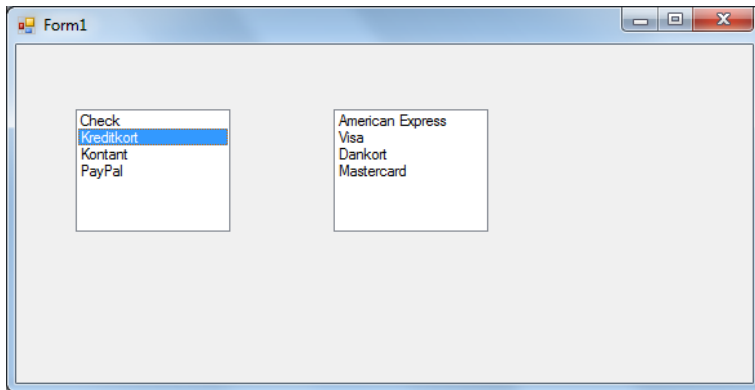 Form1
Check
Kreditkort
Kontant
PayPal
American Express
Visa
Dankort
Mastercard